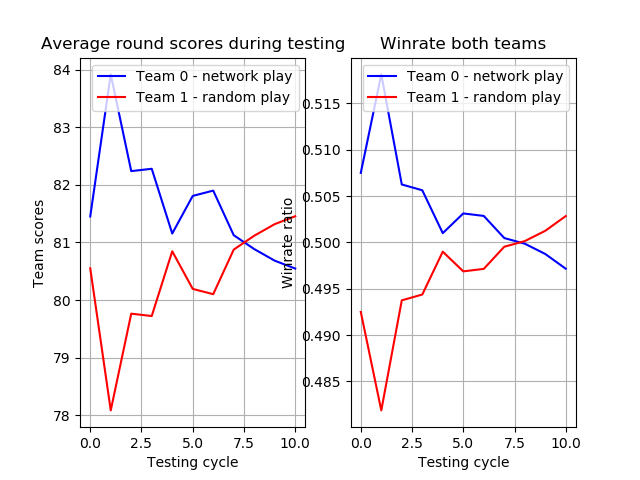 Average round scores during testing
Team 0 - network play
Team 1 - random play
84
83
82
81
80
79
78
Team scores
0.0 2.5 5.0 7.5 10.0
Testing cycle
Winrate both teams
Team 0 - network play
Team 1 - random play
0.515
0.510
0.505
0.500
0.495
0.490
0.485
Winrate ratio
0.0 2.5 5.0 7.5 10.0
Testing cycle